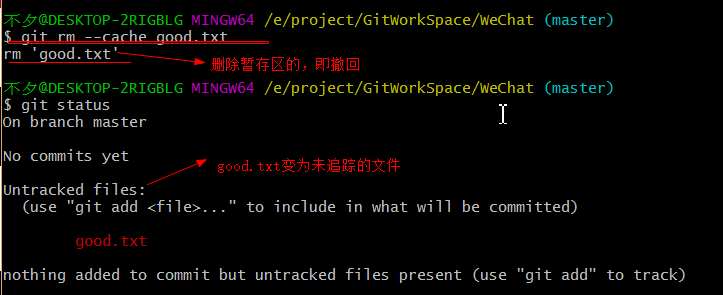 不夕@DESKTOP-2RIGBLG MINGW64 /e/project/GitWorkSpace/WeChat (master)
$ git rm --cache good.txt
rm 'good.txt'
删除暂存区的，即撤回
不夕@DESKTOP-2RIGBLG MINGW64 /e/project/GitWorkSpace/WeChat (master)
$ git status
On branch master
No commits yet
good.txt变为未追踪的文件
Untracked files:
(use "git add <file>..." to include in what will be committed)
good.txt
nothing added to commit but untracked files present (use "git add" to track)